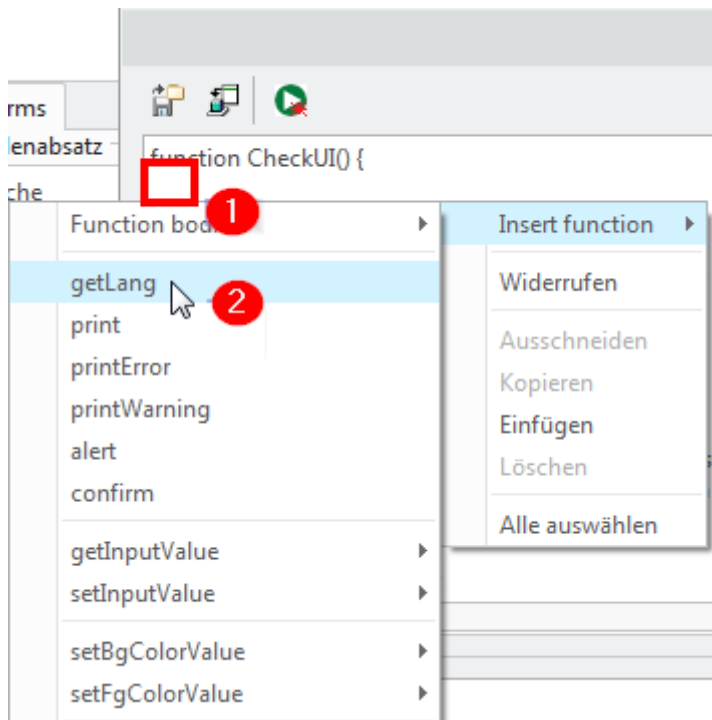 rms
lenabsatz
che
function CheckUI() {
1
Function bod
Insert function
getLang
2
print
printError
printWarning
alert
confirm
getInputValue
setInputValue
setBgColorValue
setFgColorValue
Widerrufen
Ausschneiden
Kopieren
Einfügen
Löschen
Alle auswählen